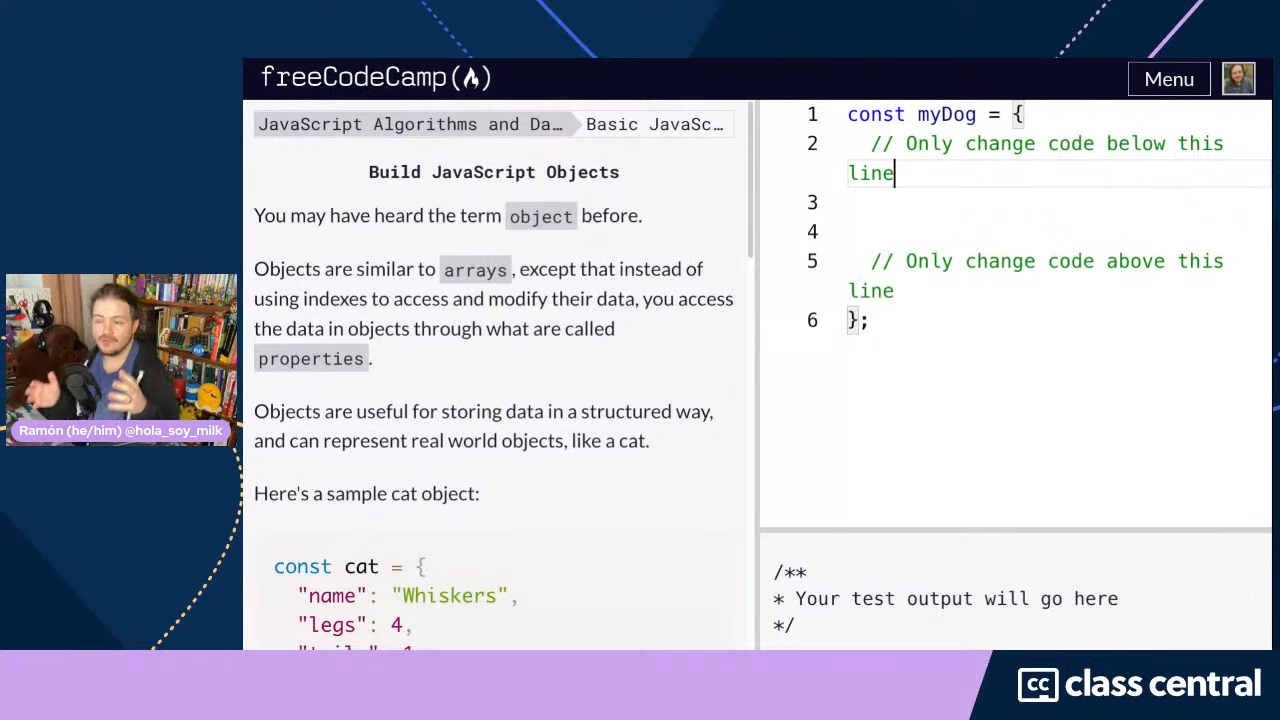 freeCodeCamp(🔥)
Menu
JavaScript Algorithms and Da…
Basic JavaSc…
Build JavaScript Objects
You may have heard the term object before.
Objects are similar to arrays, except that instead of
using indexes to access and modify their data, you access
the data in objects through what are called
properties.
Objects are useful for storing data in a structured way,
and can represent real world objects, like a cat.
Here's a sample cat object:
const cat = {
"name": "Whiskers",
"legs": 4,
1 const myDog = {
2 // Only change code below this
line
3
4
5 // Only change code above this
line
6 };
/**
* Your test output will go here
*/
Ramón (he/him) @hola_soy_milk
cc class central